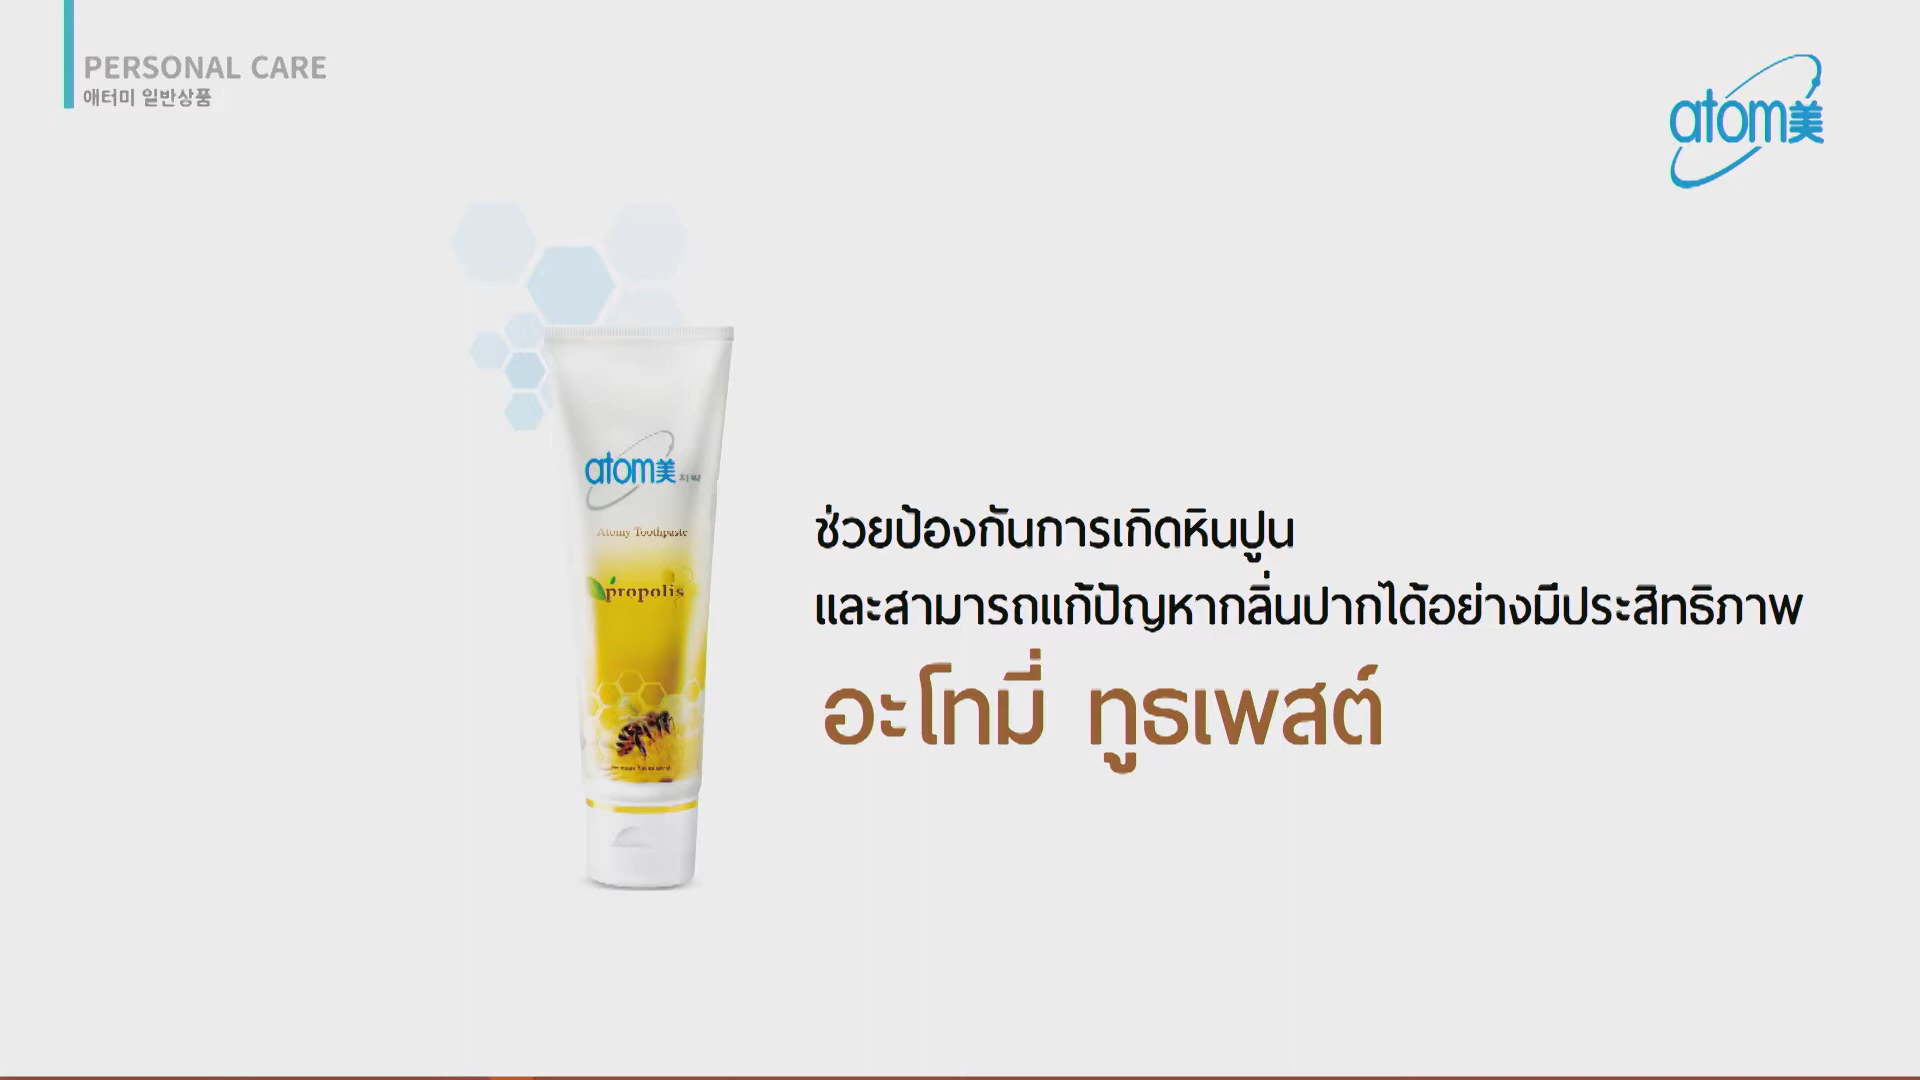 PERSONAL CARE
애터미 일반상품
atom美
atom美
Atomy Toothpaste
propolis
ช่วยป้องกันการเกิดหินปูน
และสามารถแก้ปัญหากลิ่นปากได้อย่างมีประสิทธิภาพ
อะโทมี่ ทูธเพสต์